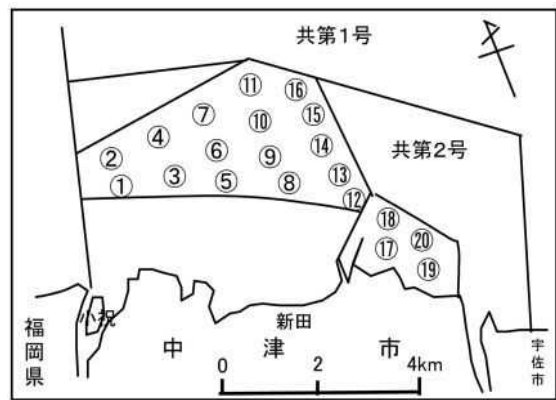 共第1号
⑪
⑯
⑦
⑮
⑩
④
⑭
共第2号
②
⑥
⑨
①
③
⑤
⑧
⑬
⑫
⑱
⑳
⑰
⑲
小祝
新田
福岡県
中津市
宇佐市
0 2 4km